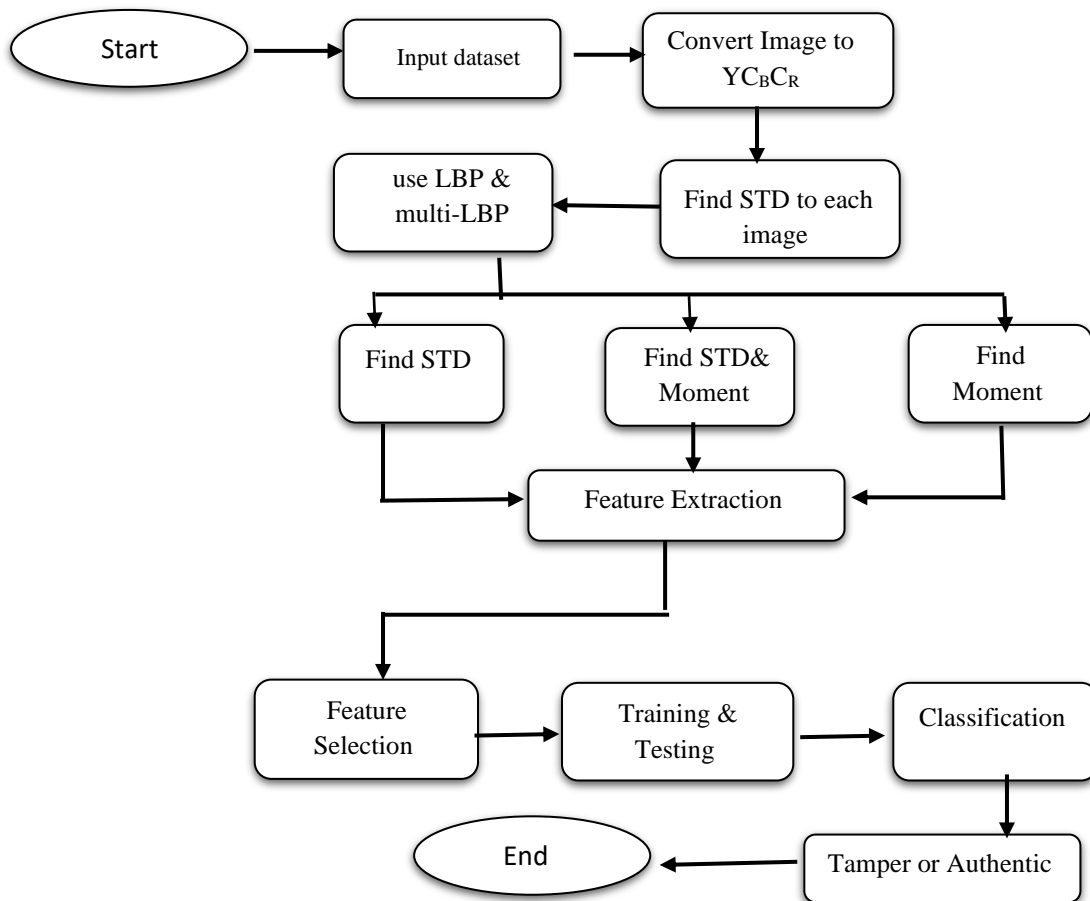 Start
Input dataset
Convert Image to
YCBCR
use LBP &
multi-LBP
Find STD to each
image
Find STD
Find STD&
Moment
Find
Moment
Feature Extraction
Feature
Selection
Training &
Testing
Classification
End
Tamper or Authentic